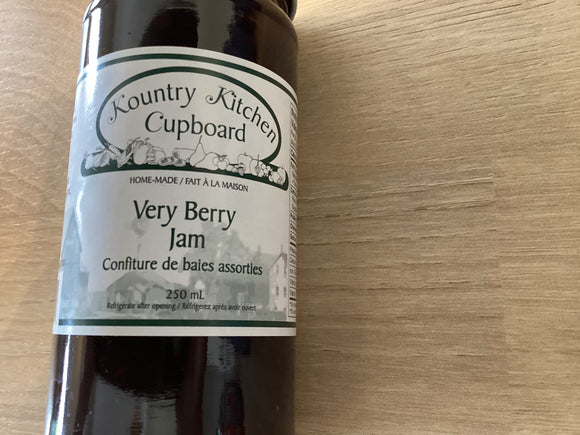 Kountry Kitchen
Cupboard
HOME-MADE / FAIT À LA MAISON
Very Berry
Jam
Confiture de baies assorties
250 mL
Refrigerate after opening / Réfrigérez après avoir ouvert